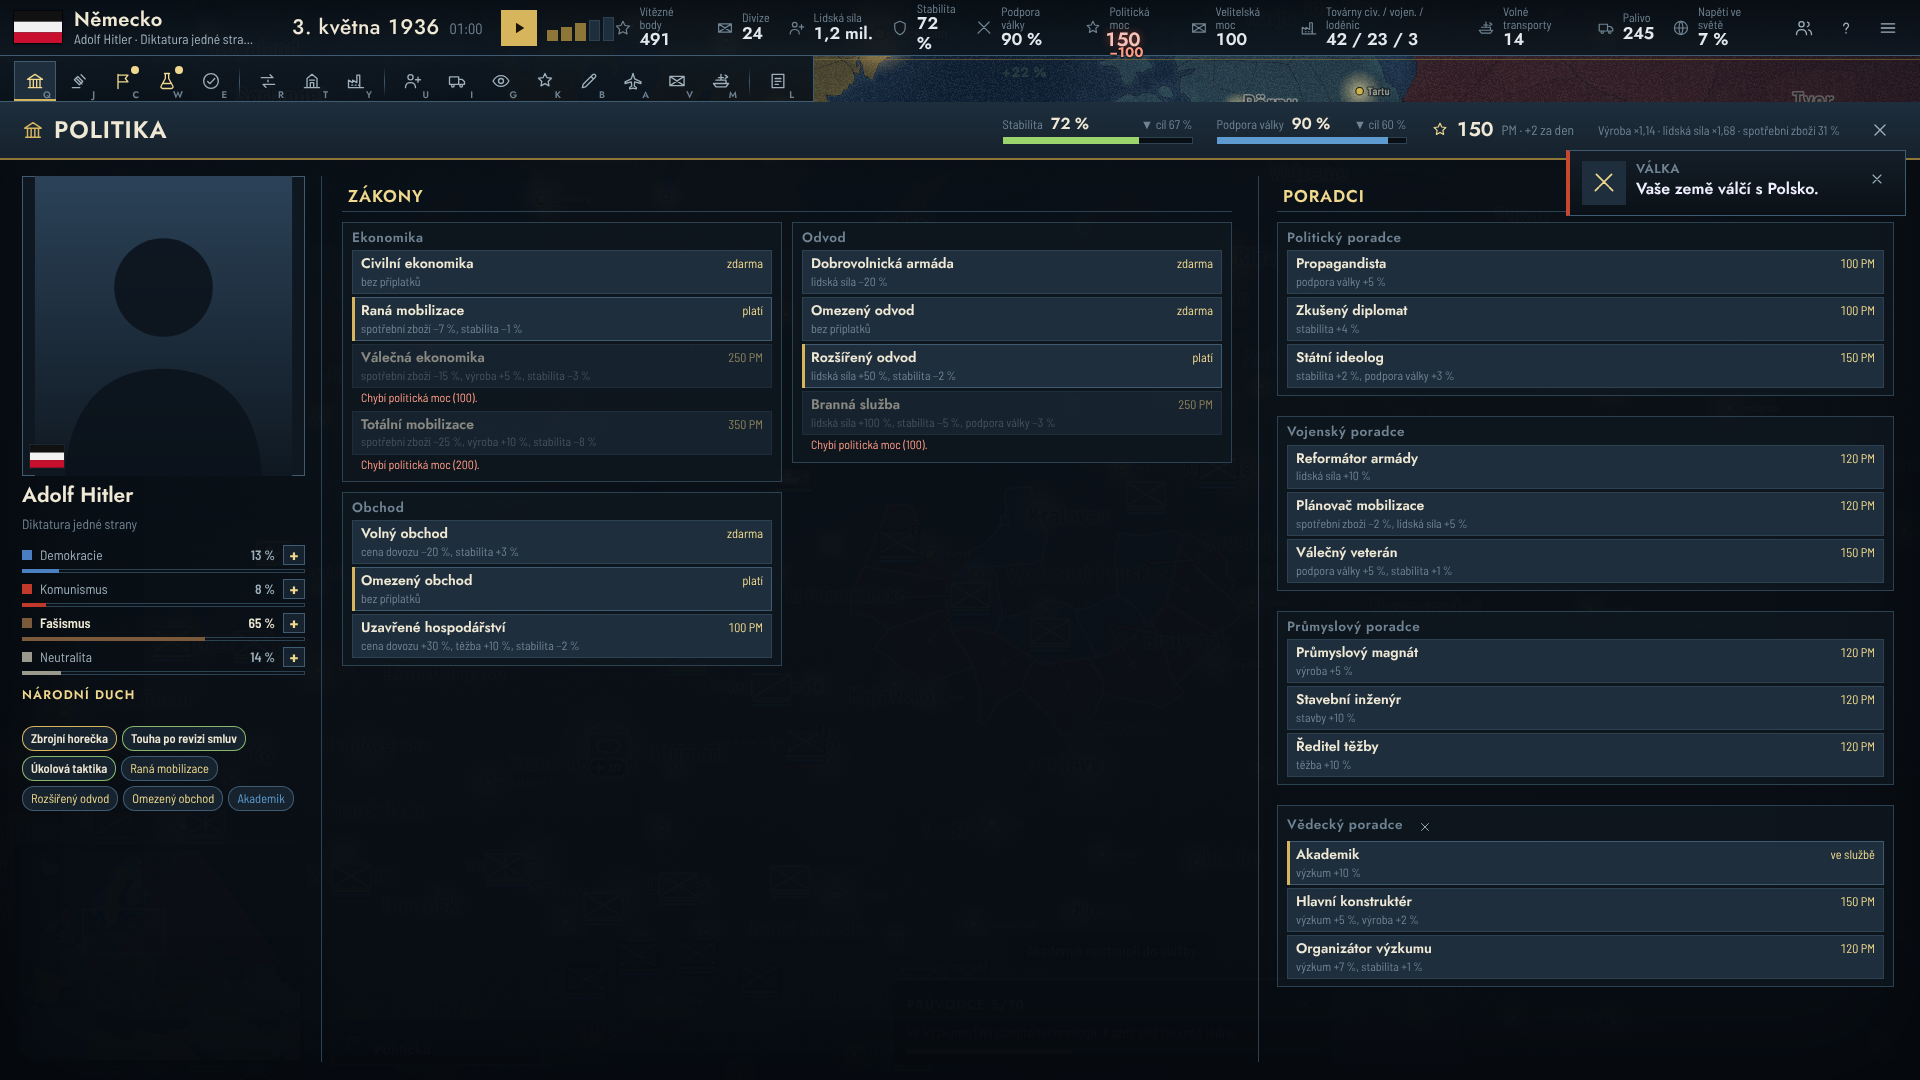 Německo
Adolf Hitler · Diktatura jedné stra...
3. května 1936 01:00
Vítězné body
491
Divize
24
Lidská síla
1,2 mil.
Stabilita
72 %
Podpora války
90 %
Politická moc
150
−100
Velitelská moc
100
Továrny civ. / vojen. / loděnic
42 / 23 / 3
Volné transporty
14
Palivo
245
Napětí ve světě
7 %
?
Q
J
C
W
E
R
T
Y
U
I
G
K
B
A
V
M
L
+22 %
Tartu
POLITIKA
Stabilita 72 % ▼ cíl 67 %
Podpora války 90 % ▼ cíl 60 %
150 PM · +2 za den
Výroba ×1,14 · lidská síla ×1,68 · spotřební zboží 31 %
VÁLKA
Vaše země válčí s Polsko.
Adolf Hitler
Diktatura jedné strany
Demokracie 13 % +
Komunismus 8 % +
Fašismus 65 % +
Neutralita 14 % +
NÁRODNÍ DUCH
Zbrojní horečka
Touha po revizi smluv
Úkolová taktika
Raná mobilizace
Rozšířený odvod
Omezený obchod
Akademik
ZÁKONY
Ekonomika
Civilní ekonomika zdarma
bez příplatků
Raná mobilizace platí
spotřební zboží −7 %, stabilita −1 %
Válečná ekonomika 250 PM
spotřební zboží −15 %, výroba +5 %, stabilita −3 %
Chybí politická moc (100).
Totální mobilizace 350 PM
spotřební zboží −25 %, výroba +10 %, stabilita −8 %
Chybí politická moc (200).
Odvod
Dobrovolnická armáda zdarma
lidská síla −20 %
Omezený odvod zdarma
bez příplatků
Rozšířený odvod platí
lidská síla +50 %, stabilita −2 %
Branná služba 250 PM
lidská síla +100 %, stabilita −5 %, podpora války −3 %
Chybí politická moc (100).
Obchod
Volný obchod zdarma
cena dovozu −20 %, stabilita +3 %
Omezený obchod platí
bez příplatků
Uzavřené hospodářství 100 PM
cena dovozu +30 %, těžba +10 %, stabilita −2 %
PORADCI
Politický poradce
Propagandista 100 PM
podpora války +5 %
Zkušený diplomat 100 PM
stabilita +4 %
Státní ideolog 150 PM
stabilita +2 %, podpora války +3 %
Vojenský poradce
Reformátor armády 120 PM
lidská síla +10 %
Plánovač mobilizace 120 PM
spotřební zboží −2 %, lidská síla +5 %
Válečný veterán 150 PM
podpora války +5 %, stabilita +1 %
Průmyslový poradce
Průmyslový magnát 120 PM
výroba +5 %
Stavební inženýr 120 PM
stavby +10 %
Ředitel těžby 120 PM
těžba +10 %
Vědecký poradce
Akademik ve službě
výzkum +10 %
Hlavní konstruktér 150 PM
výzkum +5 %, výroba +2 %
Organizátor výzkumu 120 PM
výzkum +7 %, stabilita +1 %